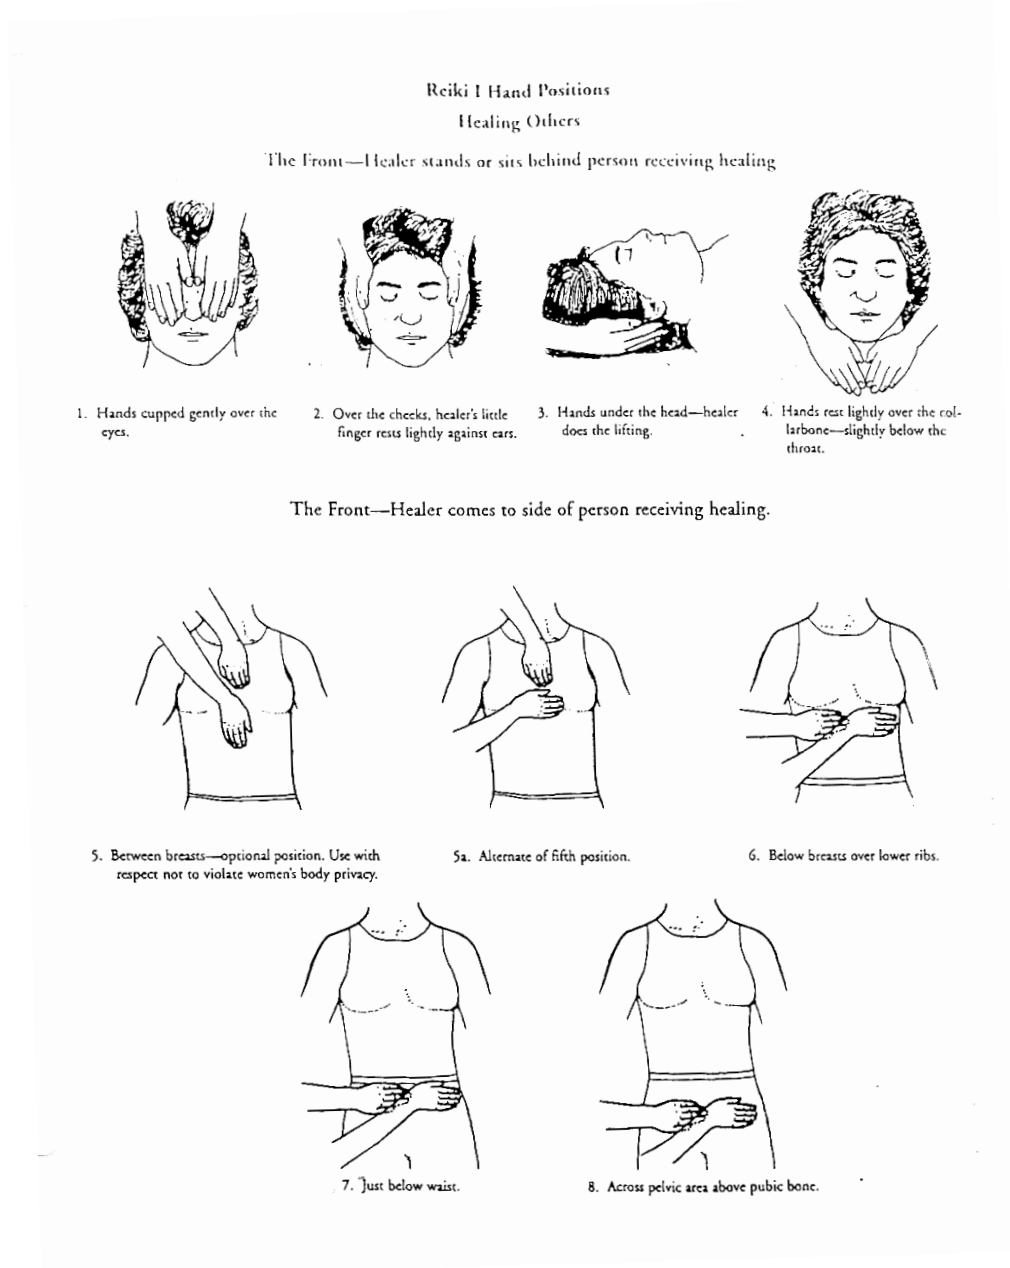 Reiki I Hand Positions
Healing Others
The Front—Healer stands or sits behind person receiving healing
1. Hands cupped gently over the
eyes.
2. Over the cheeks, healer's little
finger rests lightly against ears.
3. Hands under the head—healer
does the lifting.
4. Hands rest lightly over the col-
larbone—slightly below the
throat.
The Front—Healer comes to side of person receiving healing.
5. Between breasts—optional position. Use with
respect not to violate women's body privacy.
5a. Alternate of fifth position.
6. Below breasts over lower ribs.
7. Just below waist.
8. Across pelvic area above pubic bone.